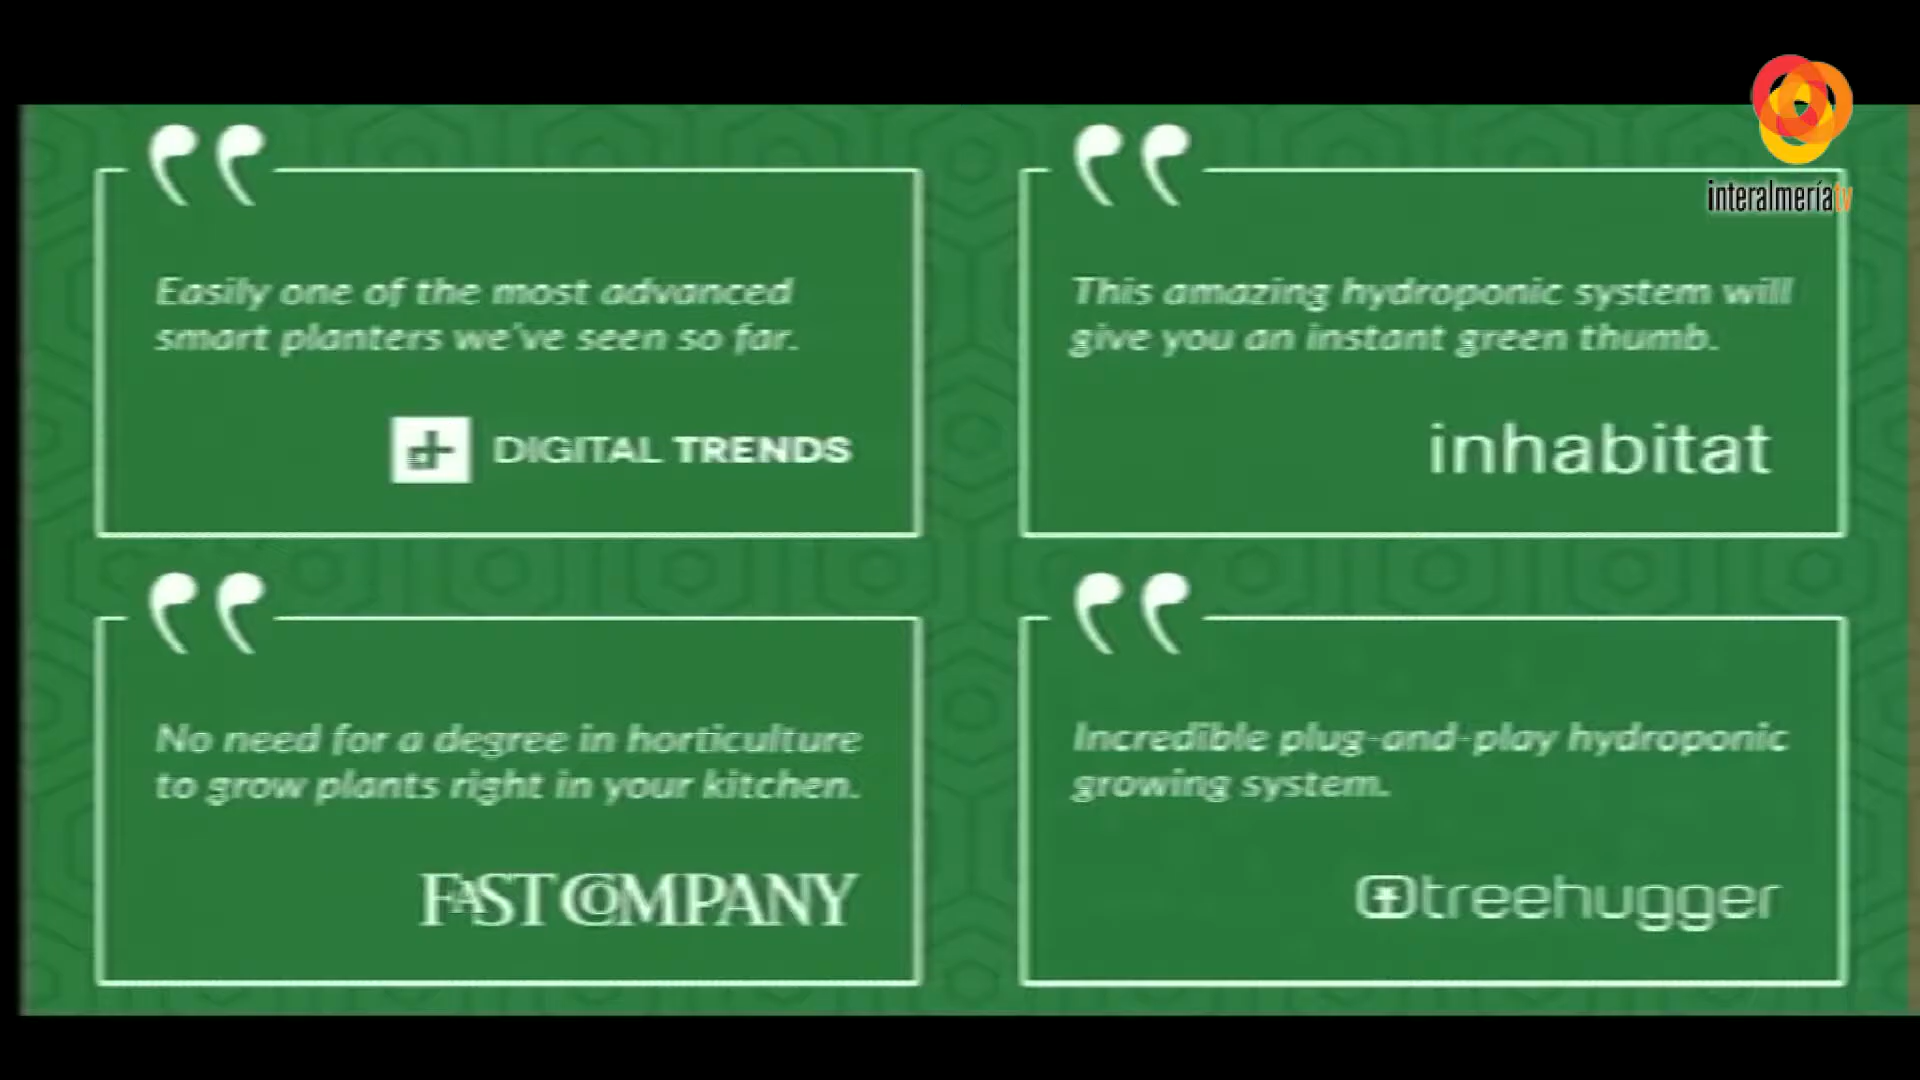 interalmeríatv
Easily one of the most advanced
smart planters we've seen so far.
DIGITAL TRENDS
This amazing hydroponic system will
give you an instant green thumb.
inhabitat
No need for a degree in horticulture
to grow plants right in your kitchen.
FAST COMPANY
Incredible plug-and-play hydroponic
growing system.
treehugger